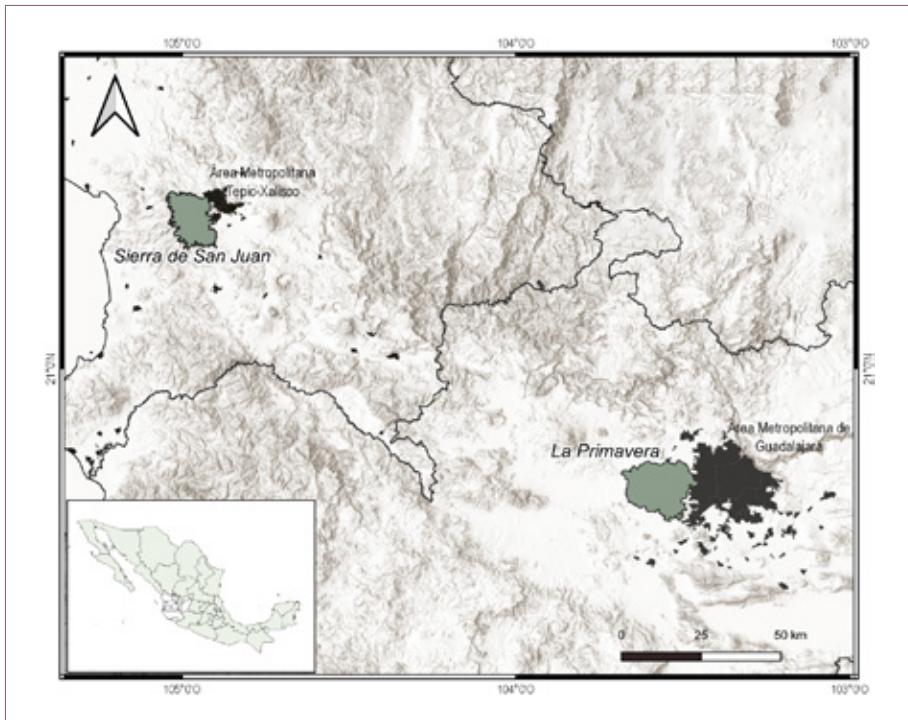 105°0'0
104°0'0
103°0'0
Área Metropolitana
Tepic-Xalisco
Sierra de San Juan
21°0'N
21°0'N
Área Metropolitana de
Guadalajara
La Primavera
0 25 50 km
105°0'0
104°0'0
103°0'0